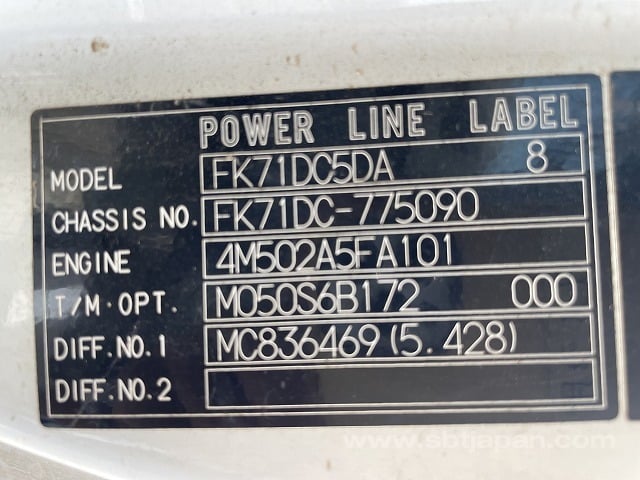 POWER LINE LABEL
MODEL FK71DC5DA 8
CHASSIS NO. FK71DC-775090
ENGINE 4M502A5FA101
T/M·OPT. M050S6B172 000
DIFF.NO.1 MC836469(5.428)
DIFF.NO.2
www.sbtjapan.com